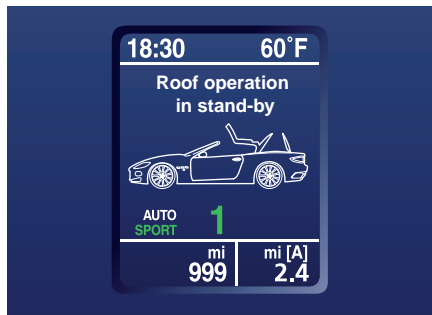 18:30 60°F
Roof operation
in stand-by
AUTO 1
SPORT
mi mi [A]
999 2.4